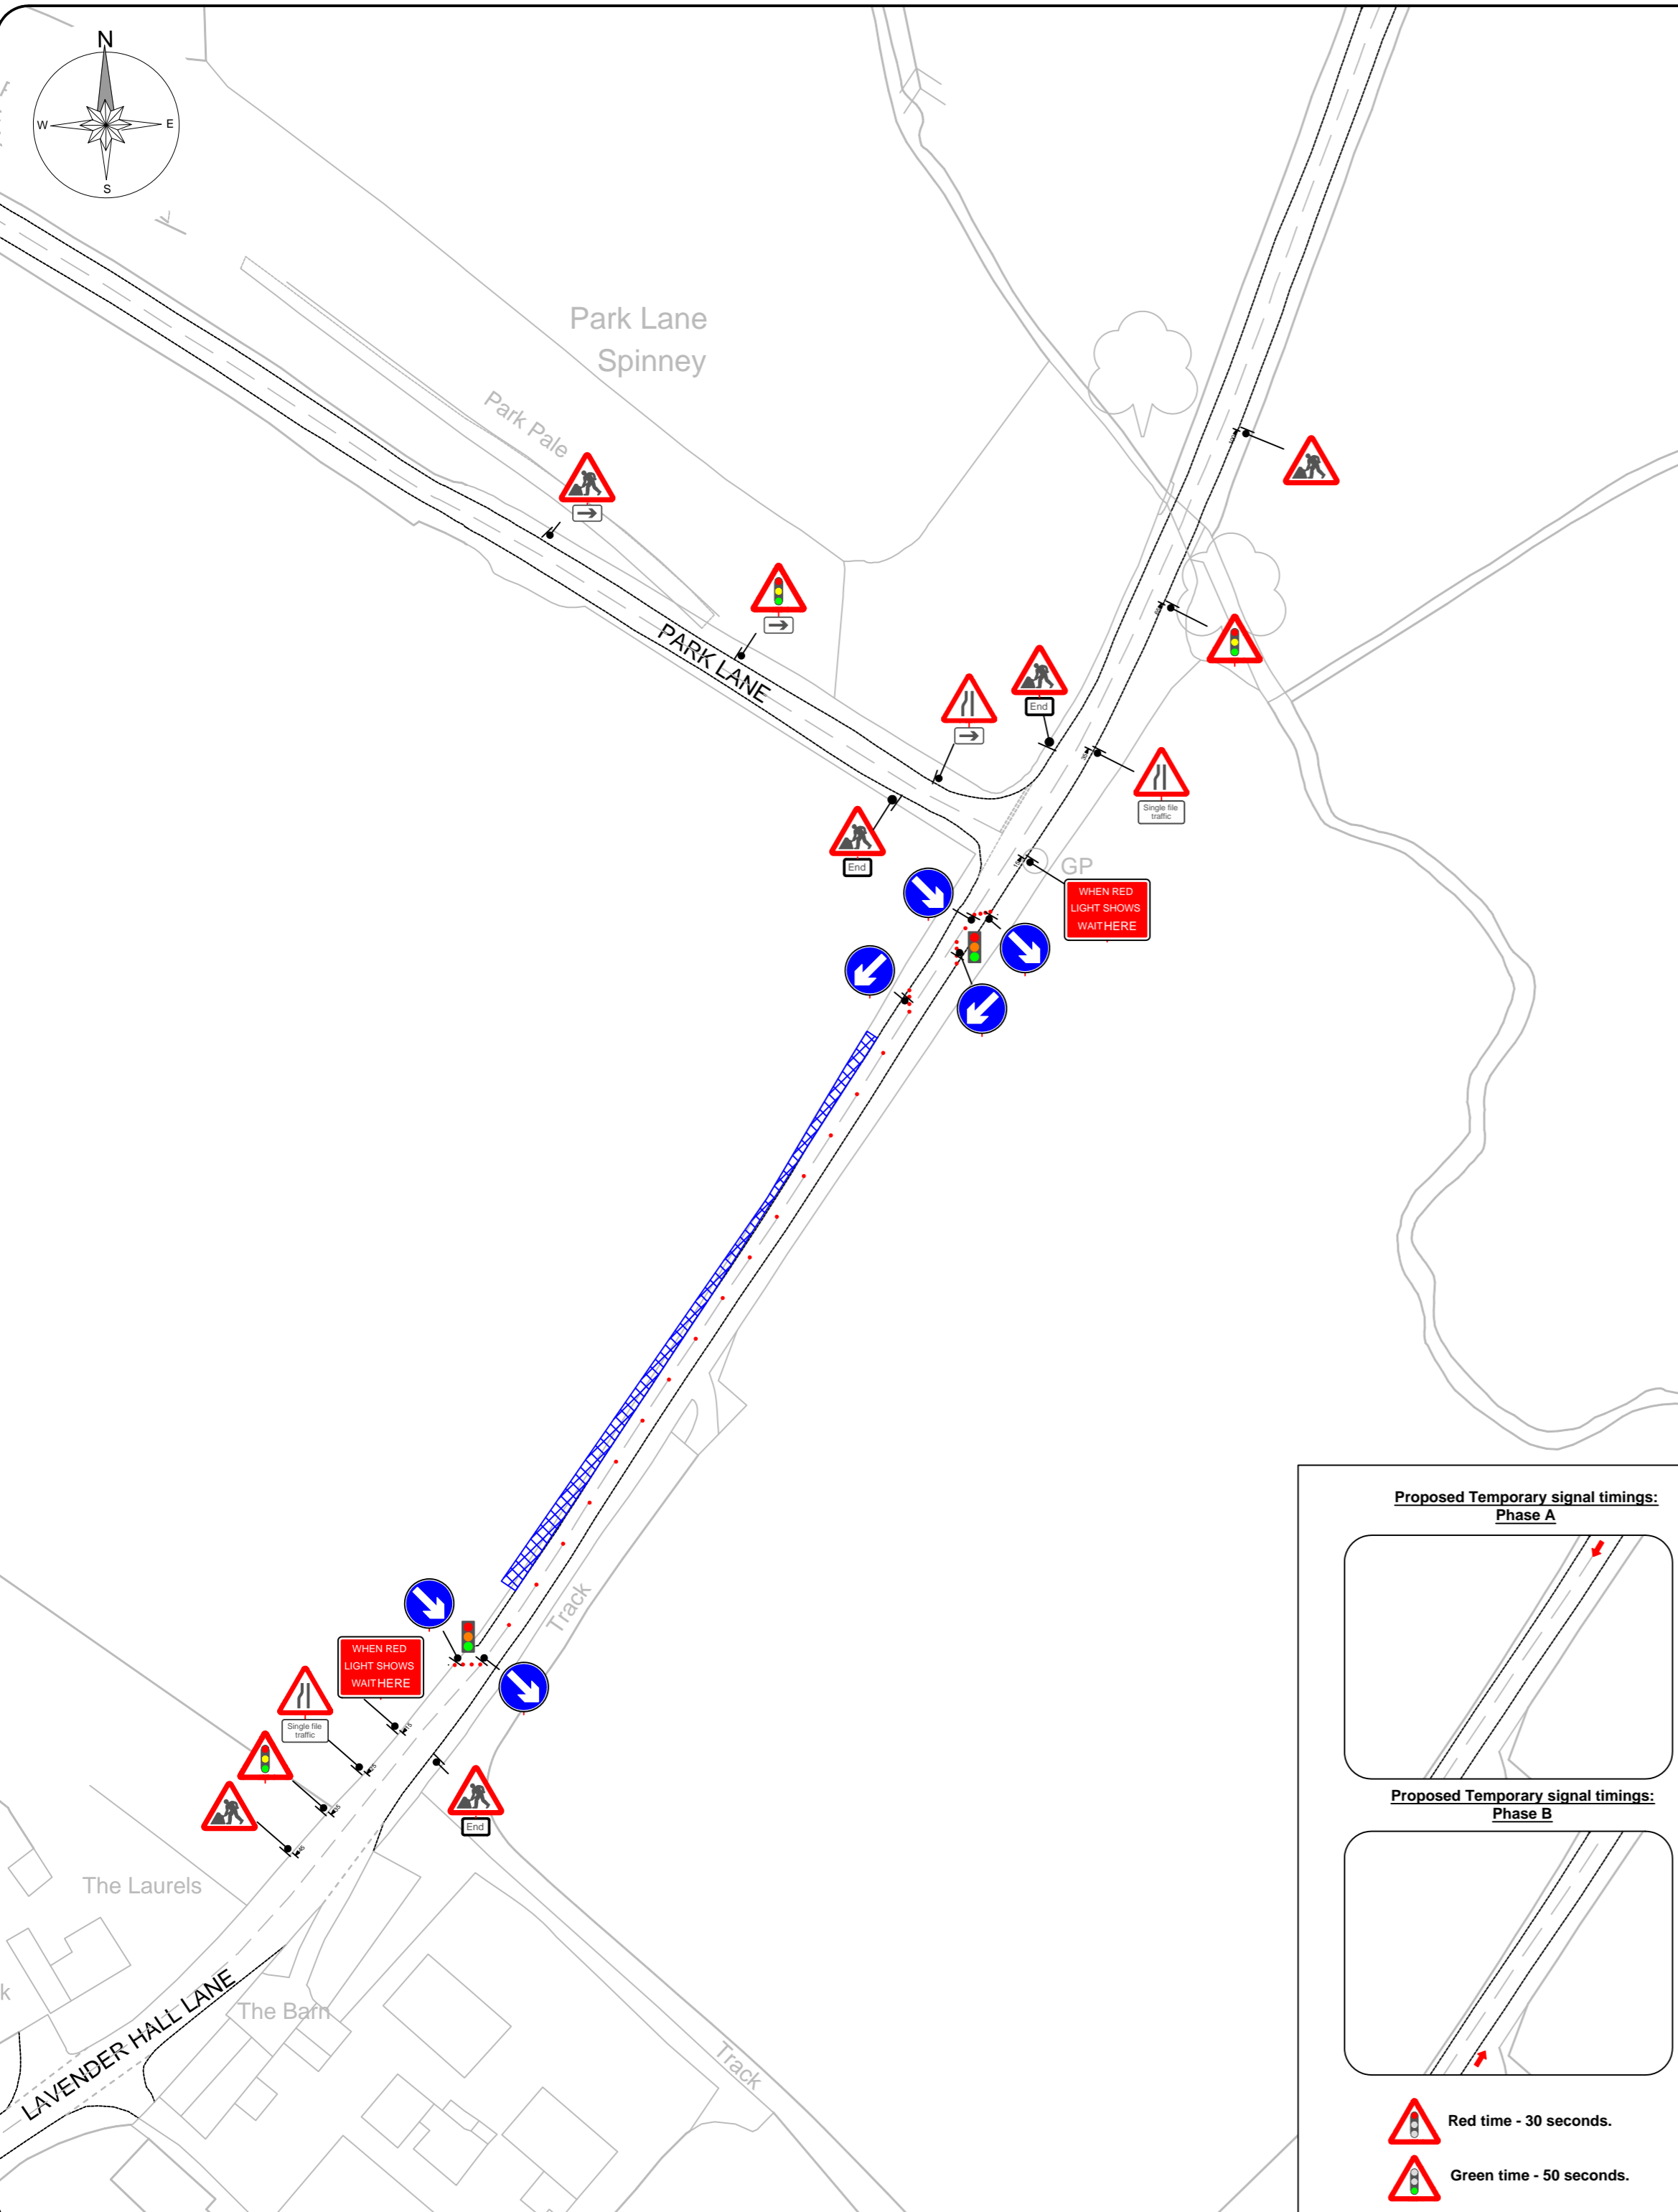 N
W
E
S
Park Lane
Spinney
Park Pale
PARK LANE
End
Single file
traffic
End
GP
WHEN RED
LIGHT SHOWS
WAIT HERE
Track
WHEN RED
LIGHT SHOWS
WAIT HERE
Single file
traffic
End
The Laurels
The Barn
LAVENDER HALL LANE
Track
k
Proposed Temporary signal timings:
Phase A
Proposed Temporary signal timings:
Phase B
Red time - 30 seconds.
Green time - 50 seconds.